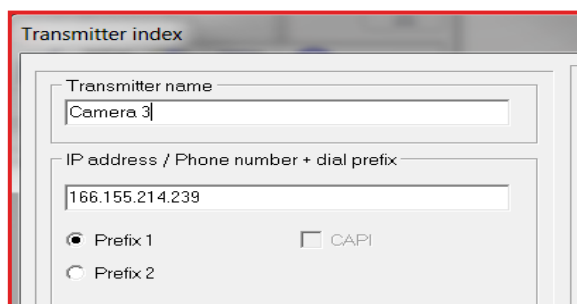 Transmitter index
Transmitter name
Camera 3
IP address / Phone number + dial prefix
166.155.214.239
Prefix 1
CAPI
Prefix 2